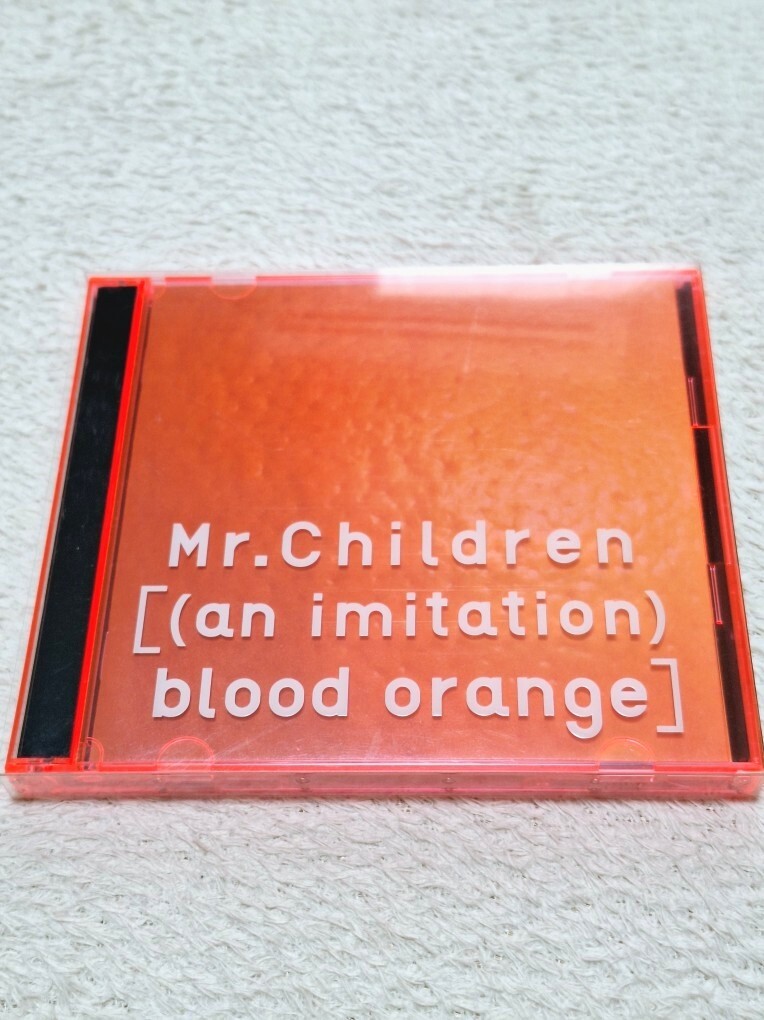 Mr.Children
[(an imitation)
blood orange]